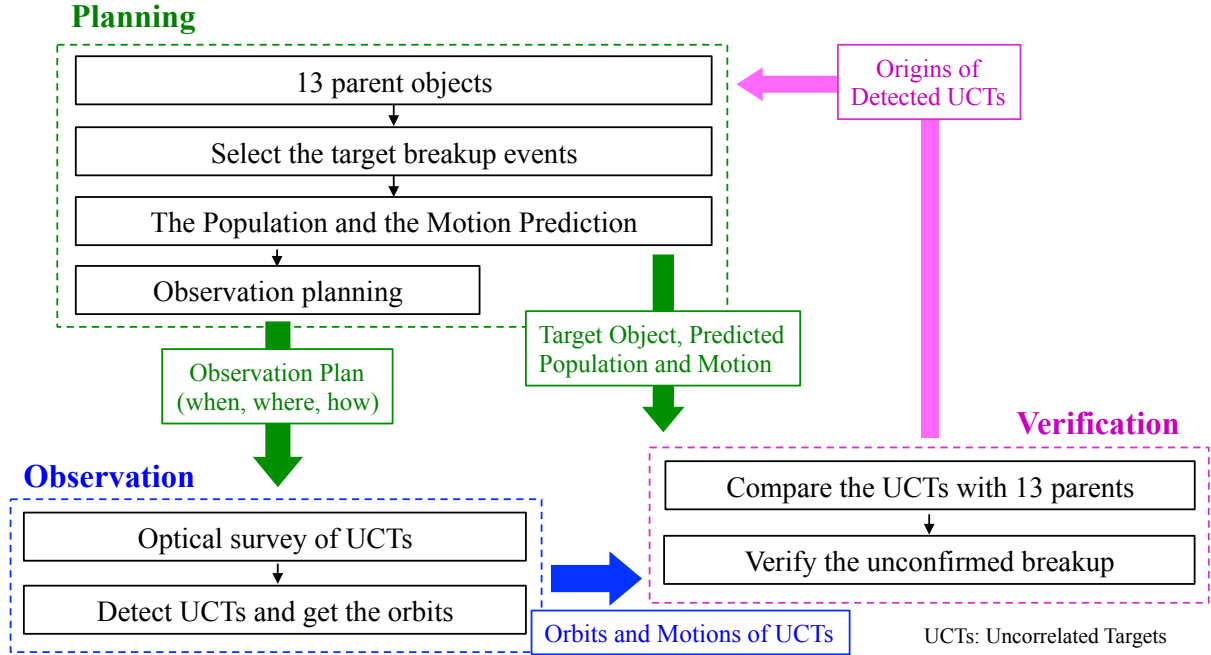 Planning
13 parent objects
Select the target breakup events
The Population and the Motion Prediction
Observation planning
Origins of
Detected UCTs
Target Object, Predicted
Population and Motion
Observation Plan
(when, where, how)
Observation
Optical survey of UCTs
Detect UCTs and get the orbits
Orbits and Motions of UCTs
Verification
Compare the UCTs with 13 parents
Verify the unconfirmed breakup
UCTs: Uncorrelated Targets